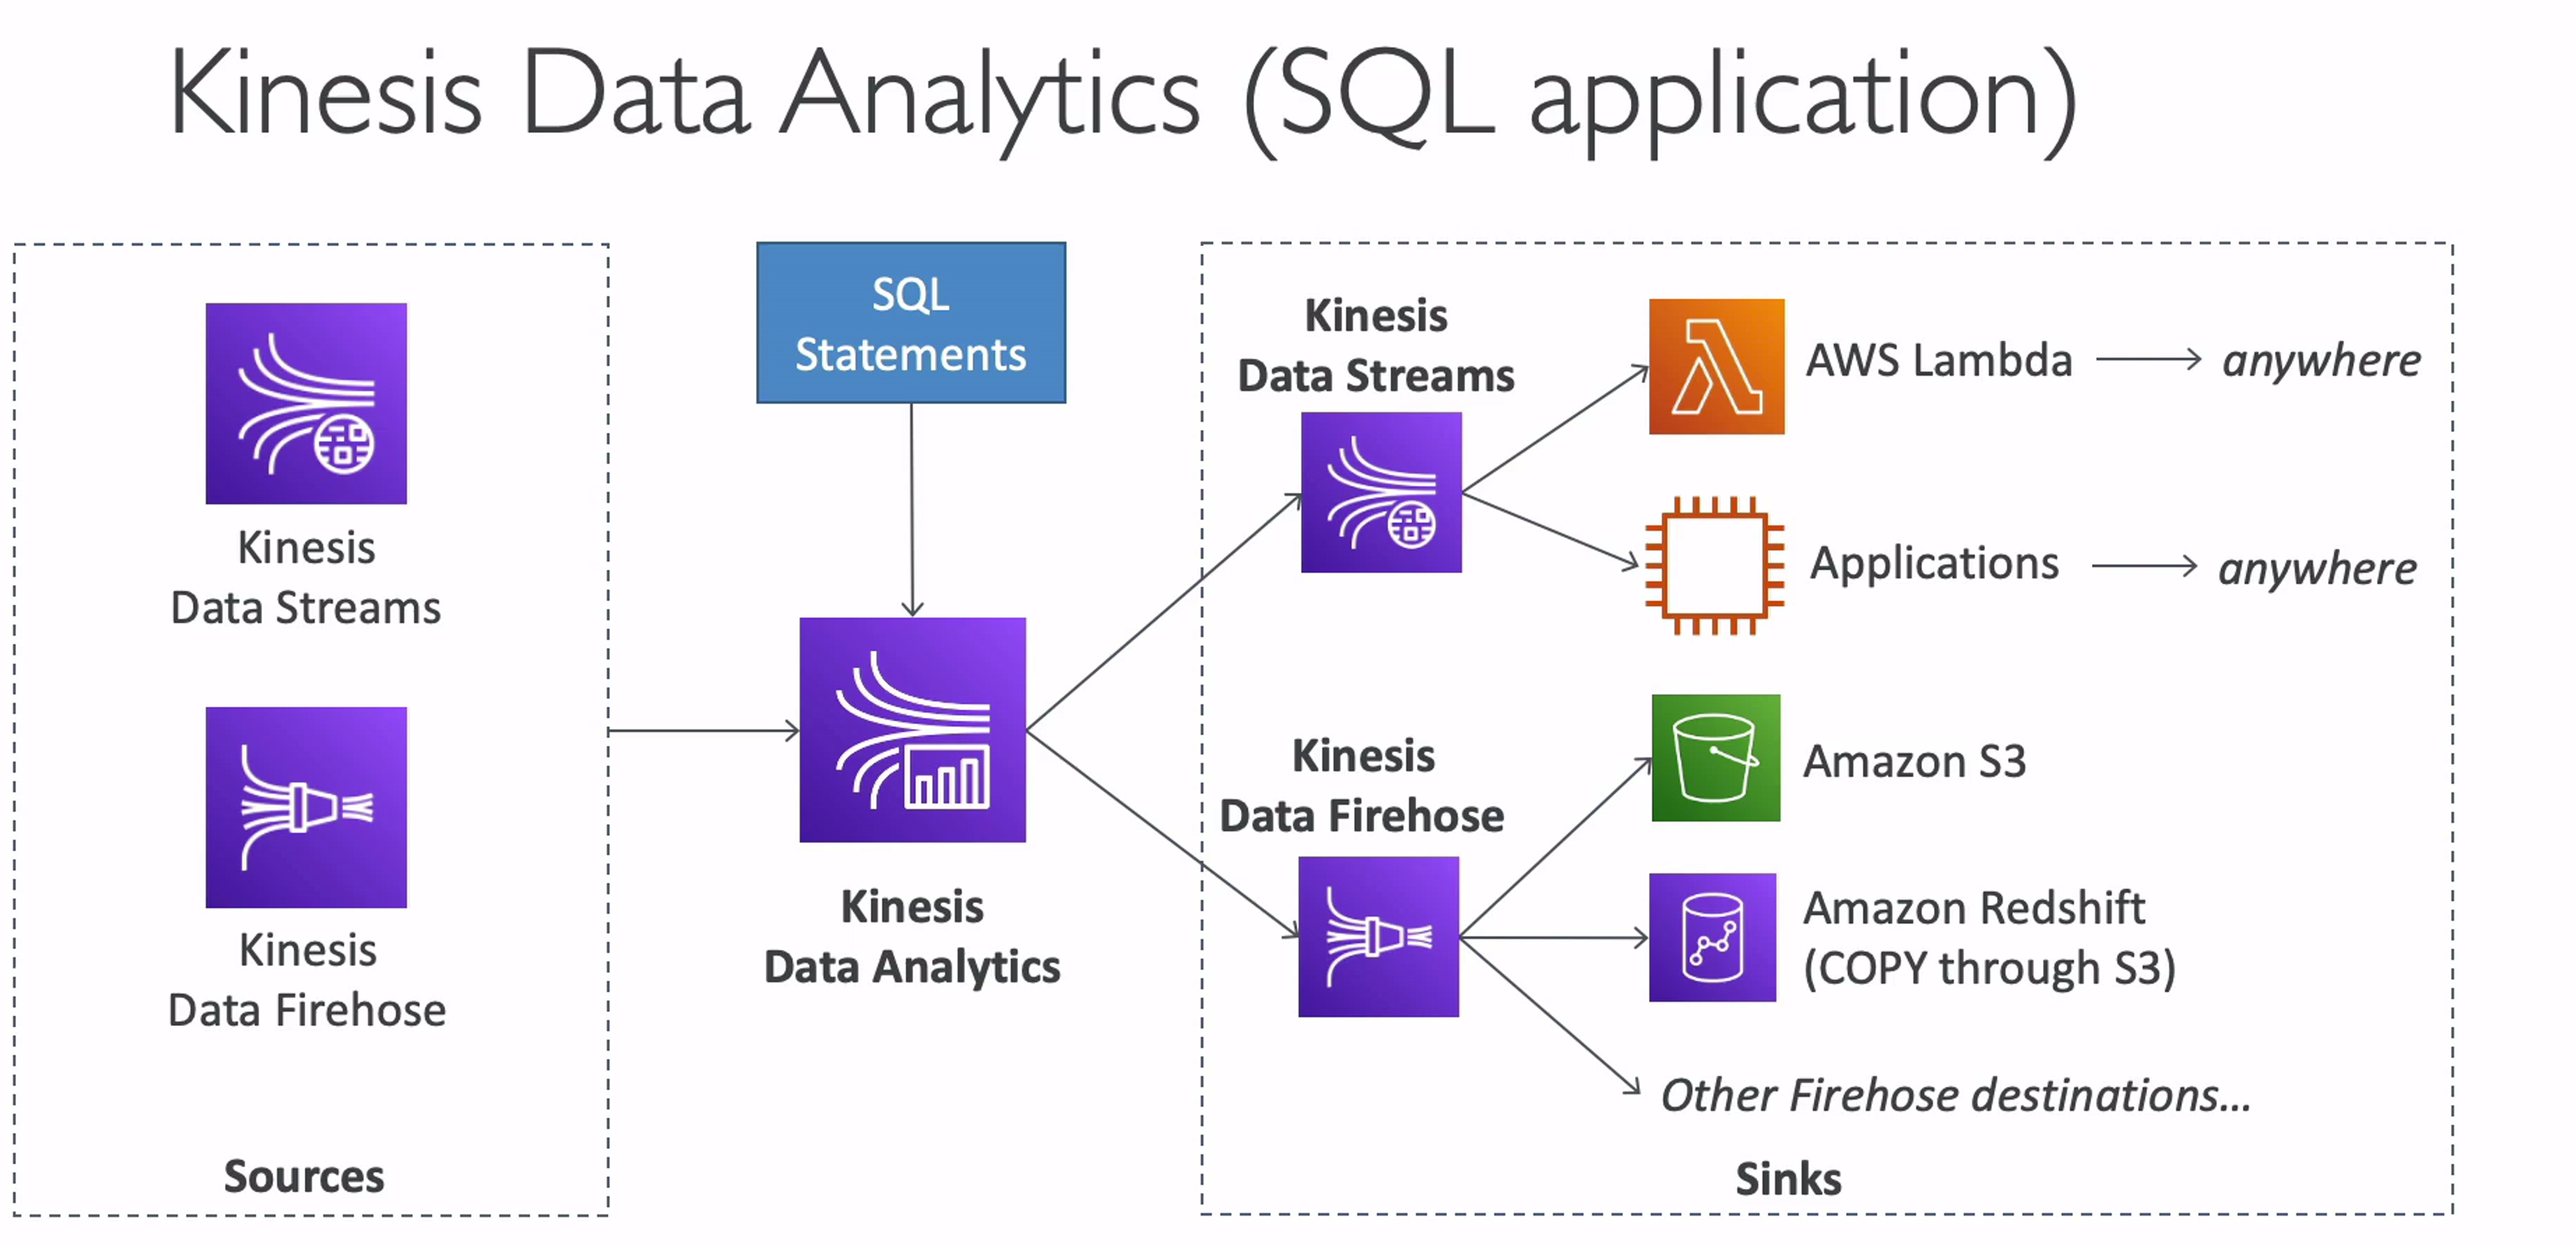 Kinesis Data Analytics (SQL application)
Kinesis
Data Streams
Kinesis
Data Firehose
Sources
SQL
Statements
Kinesis
Data Analytics
Kinesis
Data Streams
AWS Lambda
anywhere
Applications
anywhere
Kinesis
Data Firehose
Amazon S3
Amazon Redshift
(COPY through S3)
Other Firehose destinations...
Sinks